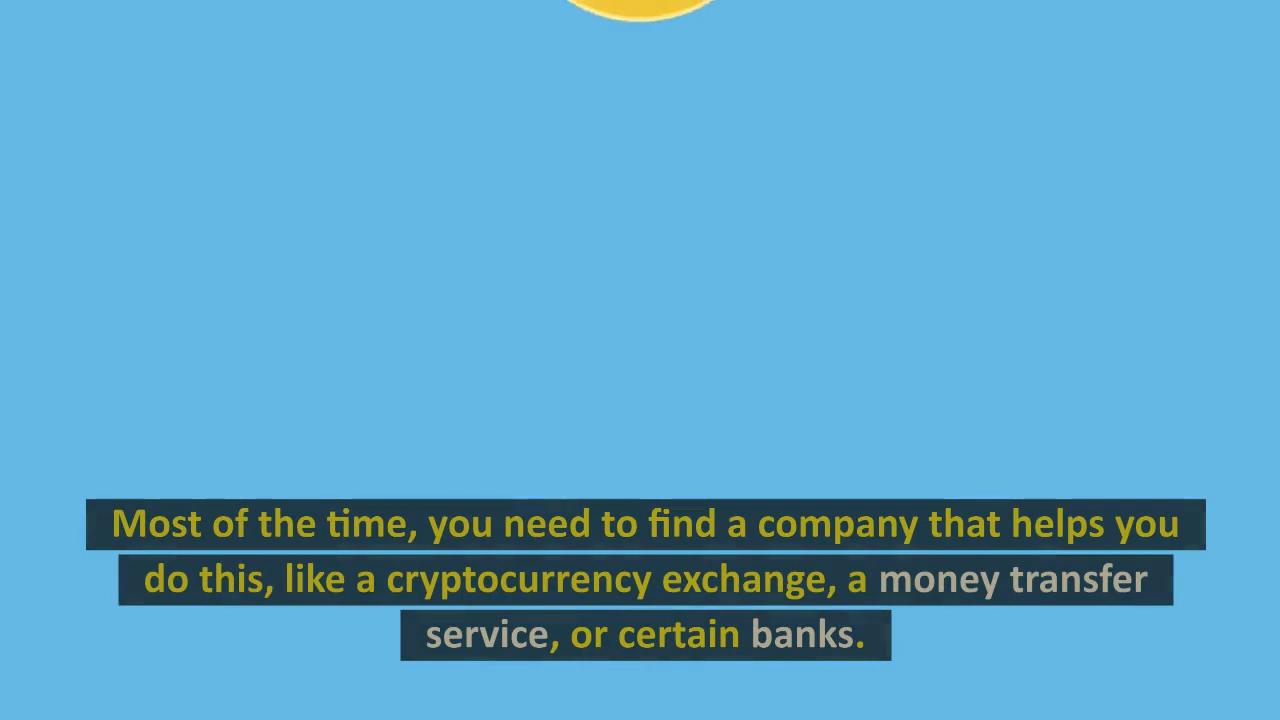 Most of the time, you need to find a company that helps you
do this, like a cryptocurrency exchange, a money transfer
service, or certain banks.